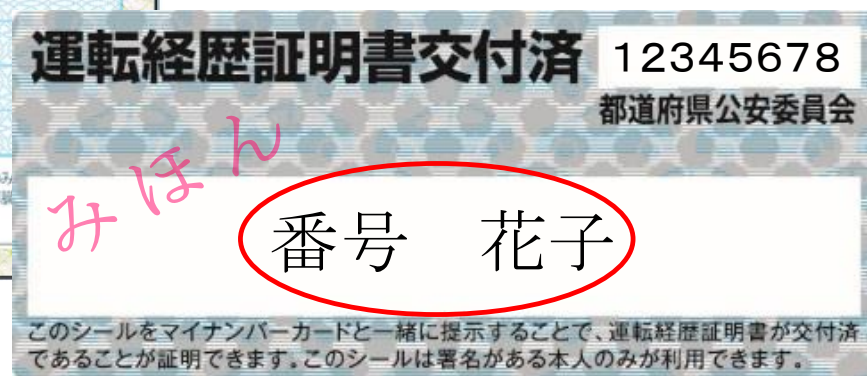 運転経歴証明書交付済 12345678
都道府県公安委員会
みほん
番号 花子
このシールをマイナンバーカードと一緒に提示することで、運転経歴証明書が交付済
であることが証明できます。このシールは署名がある本人のみが利用できます。